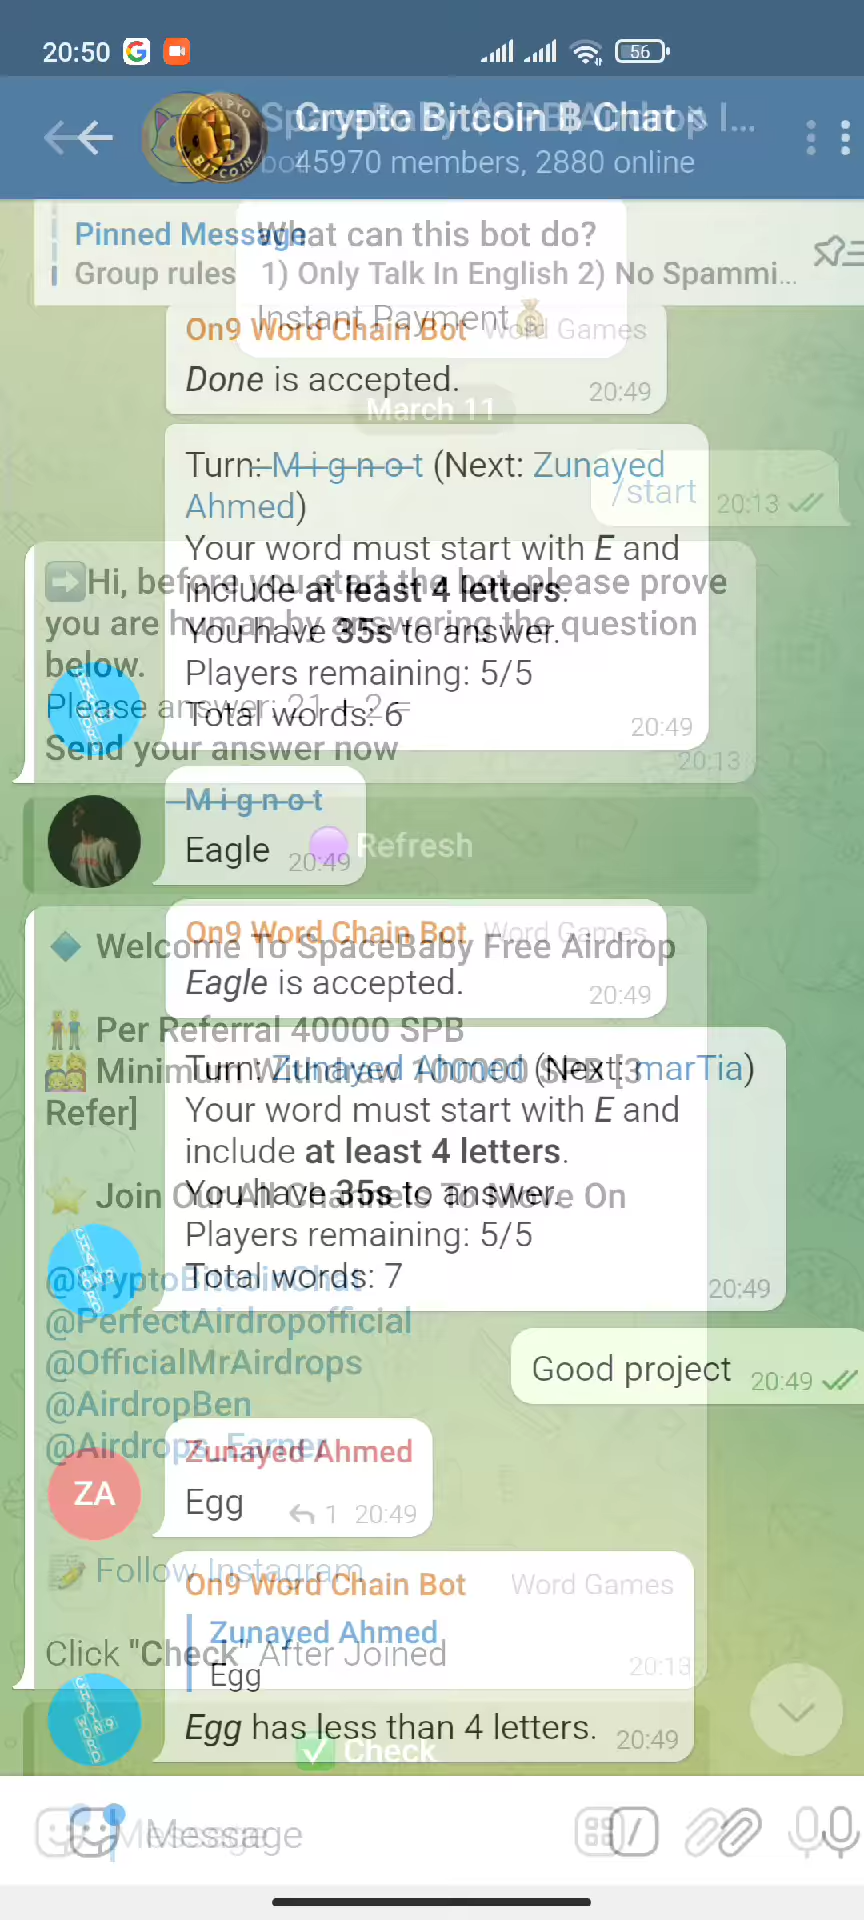 20:50
56
Crypto Bitcoin ₿ Chat
SpaceBaby $SPB Airdrop I...
45970 members, 2880 online
bot
Pinned Message
Group rules 1) Only Talk In English 2) No Spammi...
What can this bot do?
Instant Payment💰
On9 Word Chain Bot Word Games
Done is accepted. 20:49
March 11
Turn: M i g n o t (Next: Zunayed
Ahmed)
Your word must start with E and
include at least 4 letters.
You have 35s to answer.
Players remaining: 5/5
Total words: 6
20:49
/start 20:13
➡️Hi, before you start the bot, please prove
you are human by answering the question
below.
Please answer: 21 + 2 =
Send your answer now
20:13
M i g n o t
Eagle 20:49
🟣 Refresh
On9 Word Chain Bot Word Games
Eagle is accepted. 20:49
🔹 Welcome To SpaceBaby Free Airdrop
👬 Per Referral 40000 SPB
👨‍👩‍👧‍👦 Minimum Withdraw 100000 SPB [3
Refer]
⭐ Join Our All Channels To Move On
@CryptoBitcoinChat
@PerfectAirdropofficial
@OfficialMrAirdrops
@AirdropBen
@Airdrops_Earner
📝 Follow Instagram
Click "Check" After Joined
20:13
✅ Check
Turn: Zunayed Ahmed (Next: marTia)
Your word must start with E and
include at least 4 letters.
You have 35s to answer.
Players remaining: 5/5
Total words: 7
20:49
Good project 20:49
ZA
Zunayed Ahmed
Egg 1 20:49
On9 Word Chain Bot Word Games
Zunayed Ahmed
Egg
Egg has less than 4 letters. 20:49
Message
Message